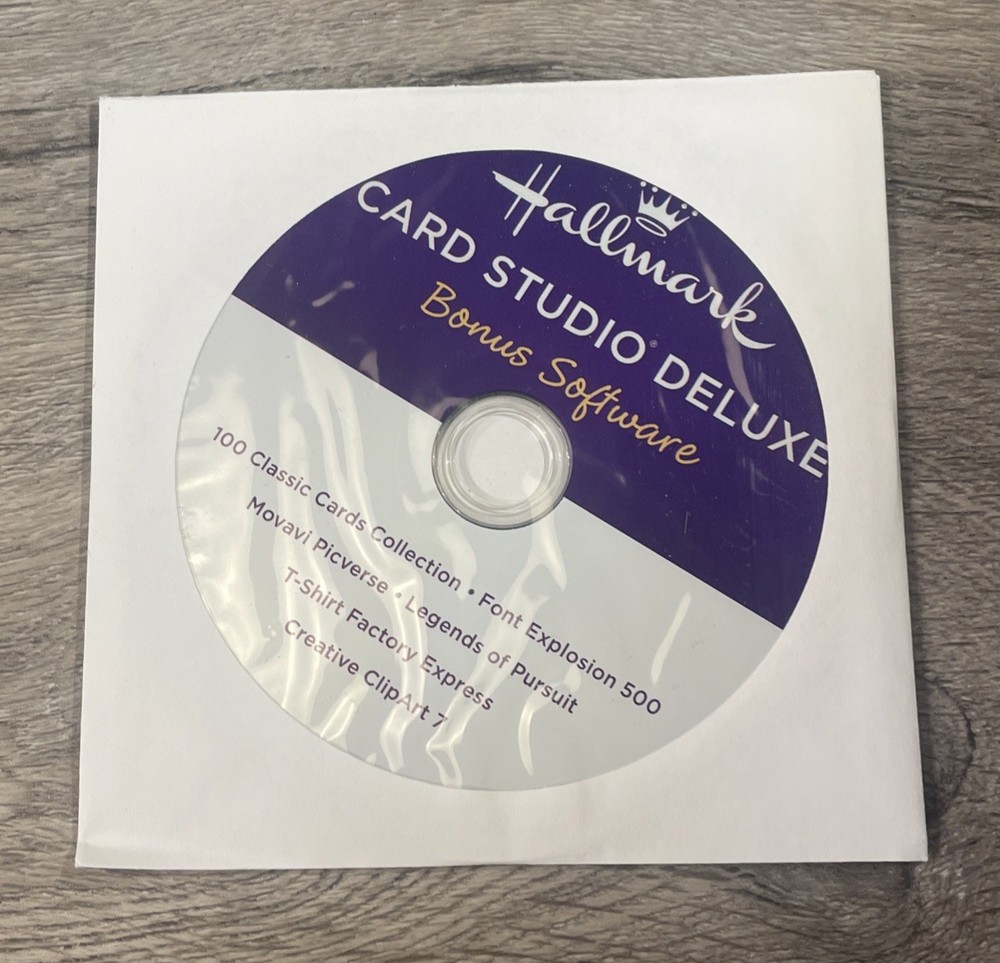 Hallmark
CARD STUDIO® DELUXE
Bonus Software
100 Classic Cards Collection • Font Explosion 500
Movavi Picverse • Legends of Pursuit
T-Shirt Factory Express
Creative ClipArt 7